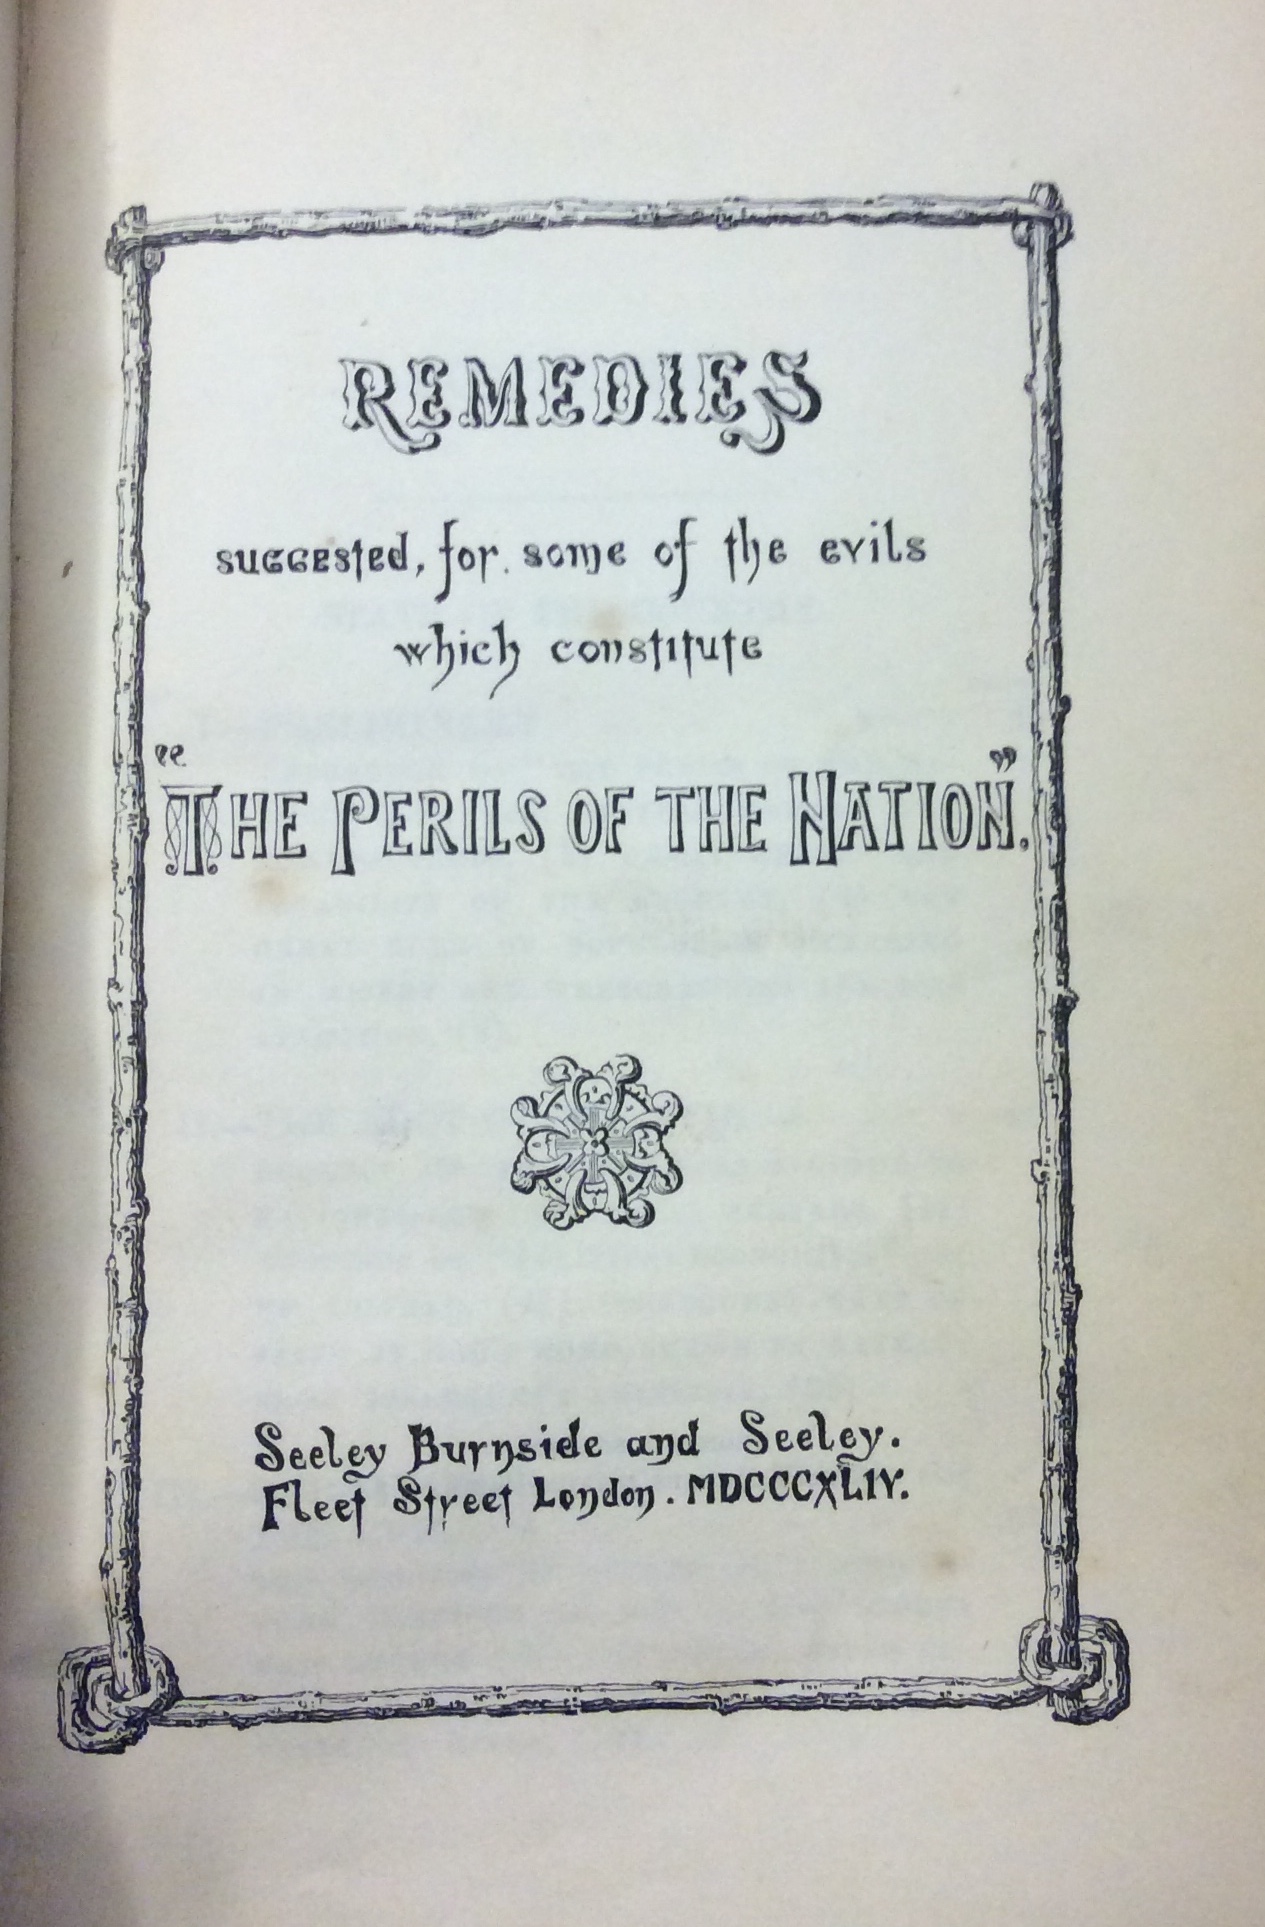 REMEDIES
suggested, for some of the evils
which constitute
"THE PERILS OF THE NATION".
Seeley Burnside and Seeley.
Fleet Street London. MDCCCXLIV.